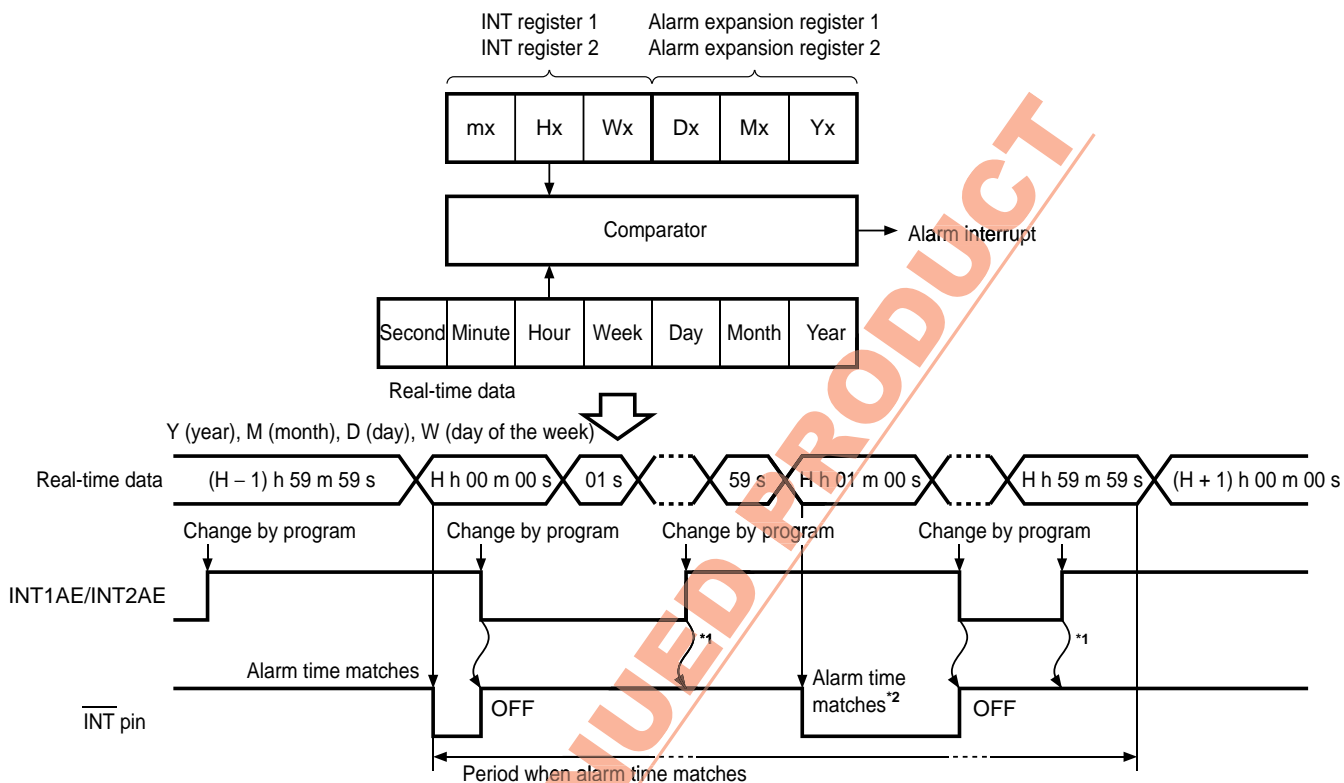 INT register 1 Alarm expansion register 1
INT register 2 Alarm expansion register 2
mx Hx Wx Dx Mx Yx
Comparator
Alarm interrupt
Second Minute Hour Week Day Month Year
Real-time data
Y (year), M (month), D (day), W (day of the week)
Real-time data (H − 1) h 59 m 59 s H h 00 m 00 s 01 s 59 s H h 01 m 00 s H h 59 m 59 s (H + 1) h 00 m 00 s
Change by program Change by program Change by program Change by program
INT1AE/INT2AE
*1 *1
Alarm time matches
Alarm time
matches*2
INT pin
OFF OFF
Period when alarm time matches
UED PRODUCT